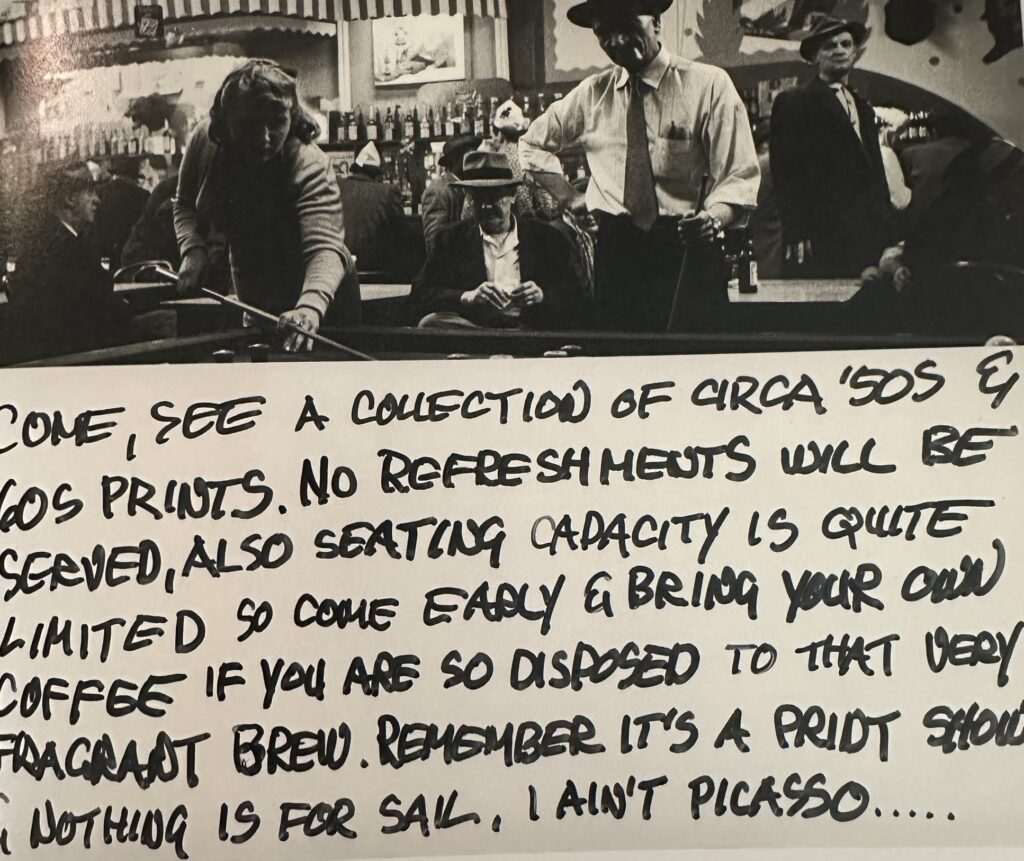 COME, SEE A COLLECTION OF CIRCA '50S &
60S PRINTS. NO REFRESHMENTS WILL BE
SERVED, ALSO SEATING CAPACITY IS QUITE
LIMITED SO COME EARLY & BRING YOUR OWN
COFFEE IF YOU ARE SO DISPOSED TO THAT VERY
FRAGRANT BREW. REMEMBER IT'S A PRINT SHOW
& NOTHING IS FOR SAIL, I AIN'T PICASSO.....